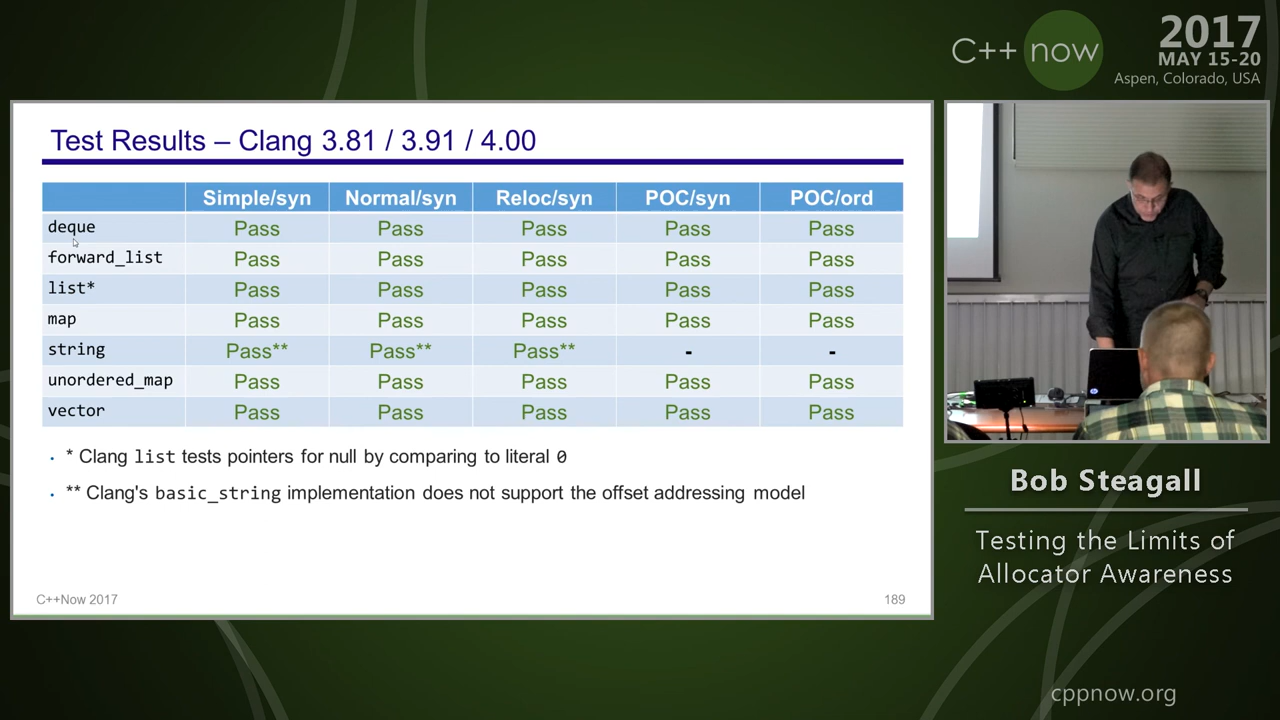 C++ now
2017
MAY 15-20
Aspen, Colorado, USA
Test Results – Clang 3.81 / 3.91 / 4.00
Simple/syn Normal/syn Reloc/syn POC/syn POC/ord
deque Pass Pass Pass Pass Pass
forward_list Pass Pass Pass Pass Pass
list* Pass Pass Pass Pass Pass
map Pass Pass Pass Pass Pass
string Pass** Pass** Pass** - -
unordered_map Pass Pass Pass Pass Pass
vector Pass Pass Pass Pass Pass
· * Clang list tests pointers for null by comparing to literal 0
· ** Clang's basic_string implementation does not support the offset addressing model
C++Now 2017
189
Bob Steagall
Testing the Limits of
Allocator Awareness
cppnow.org